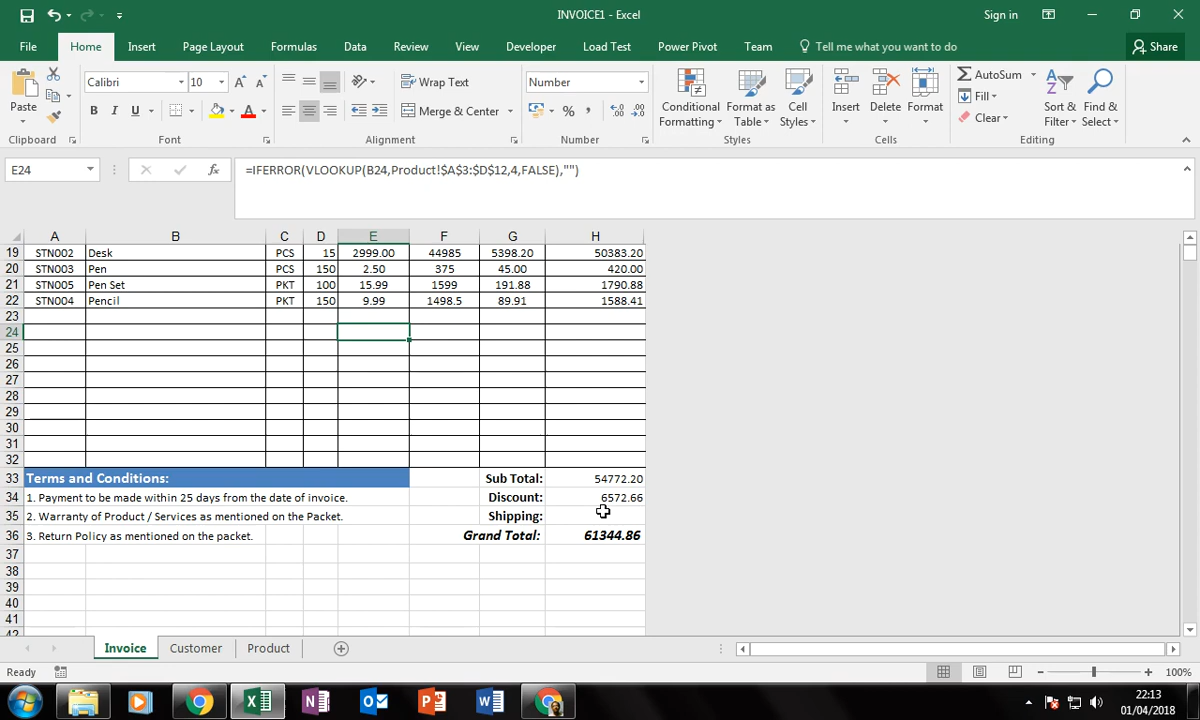 INVOICE1 - Excel
Sign in
File Home Insert Page Layout Formulas Data Review View Developer Load Test Power Pivot Team Tell me what you want to do Share
Paste
Calibri 10
B I U
Wrap Text
Merge & Center
Number
Conditional Formatting
Format as Table
Cell Styles
Insert Delete Format
AutoSum
Fill
Clear
Sort & Filter
Find & Select
Clipboard Font Alignment Number Styles Cells Editing
E24 fx =IFERROR(VLOOKUP(B24,Product!$A$3:$D$12,4,FALSE),"")
A B C D E F G H
19 STN002 Desk PCS 15 2999.00 44985 5398.20 50383.20
20 STN003 Pen PCS 150 2.50 375 45.00 420.00
21 STN005 Pen Set PKT 100 15.99 1599 191.88 1790.88
22 STN004 Pencil PKT 150 9.99 1498.5 89.91 1588.41
23
24
25
26
27
28
29
30
31
32
33 Terms and Conditions: Sub Total: 54772.20
34 1. Payment to be made within 25 days from the date of invoice. Discount: 6572.66
35 2. Warranty of Product / Services as mentioned on the Packet. Shipping:
36 3. Return Policy as mentioned on the packet. Grand Total: 61344.86
37
38
39
40
41
42
Invoice Customer Product
Ready 100%
22:13
01/04/2018